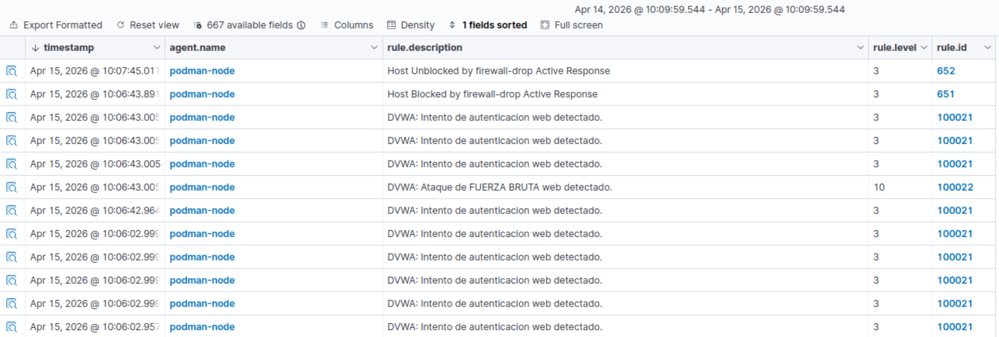 Apr 14, 2026 @ 10:09:59.544 - Apr 15, 2026 @ 10:09:59.544
Export Formatted Reset view 667 available fields Columns Density 1 fields sorted Full screen
timestamp agent.name rule.description rule.level rule.id
Apr 15, 2026 @ 10:07:45.011 podman-node Host Unblocked by firewall-drop Active Response 3 652
Apr 15, 2026 @ 10:06:43.891 podman-node Host Blocked by firewall-drop Active Response 3 651
Apr 15, 2026 @ 10:06:43.005 podman-node DVWA: Intento de autenticacion web detectado. 3 100021
Apr 15, 2026 @ 10:06:43.005 podman-node DVWA: Intento de autenticacion web detectado. 3 100021
Apr 15, 2026 @ 10:06:43.005 podman-node DVWA: Intento de autenticacion web detectado. 3 100021
Apr 15, 2026 @ 10:06:43.005 podman-node DVWA: Ataque de FUERZA BRUTA web detectado. 10 100022
Apr 15, 2026 @ 10:06:42.964 podman-node DVWA: Intento de autenticacion web detectado. 3 100021
Apr 15, 2026 @ 10:06:02.999 podman-node DVWA: Intento de autenticacion web detectado. 3 100021
Apr 15, 2026 @ 10:06:02.999 podman-node DVWA: Intento de autenticacion web detectado. 3 100021
Apr 15, 2026 @ 10:06:02.999 podman-node DVWA: Intento de autenticacion web detectado. 3 100021
Apr 15, 2026 @ 10:06:02.999 podman-node DVWA: Intento de autenticacion web detectado. 3 100021
Apr 15, 2026 @ 10:06:02.957 podman-node DVWA: Intento de autenticacion web detectado. 3 100021